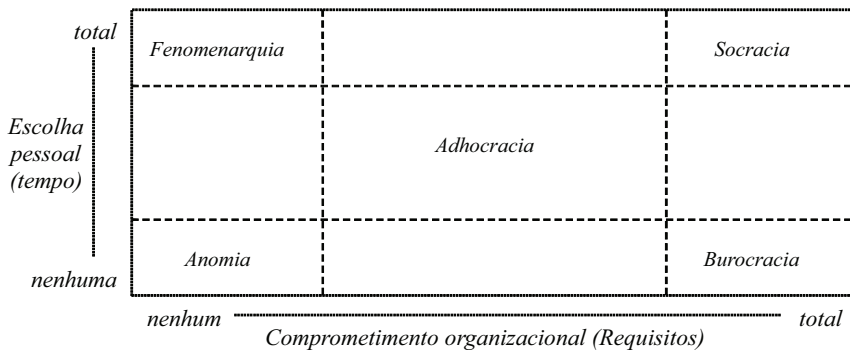 total
Fenomenarquia
Socracia
Escolha
pessoal
(tempo)
Adhocracia
nenhuma
Anomia
Burocracia
nenhum
total
Comprometimento organizacional (Requisitos)